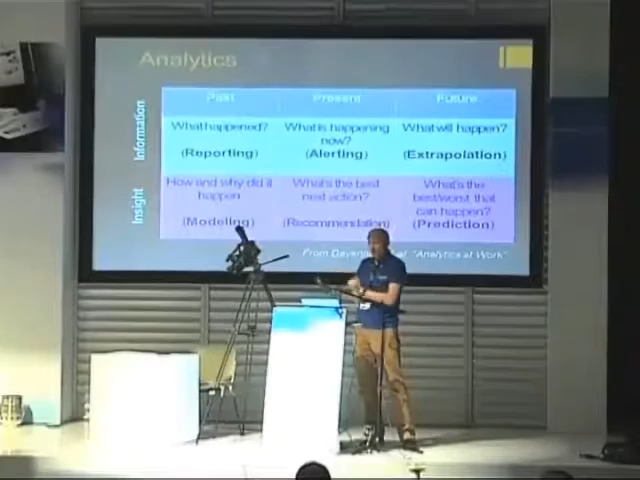 Analytics
Past Present Future
Information
What happened?
(Reporting)
What is happening
now?
(Alerting)
What will happen?
(Extrapolation)
Insight
How and why did it
happen
(Modeling)
What's the best
next action?
(Recommendation)
What's the
best/worst that
can happen?
(Prediction)
"Analytics at Work"